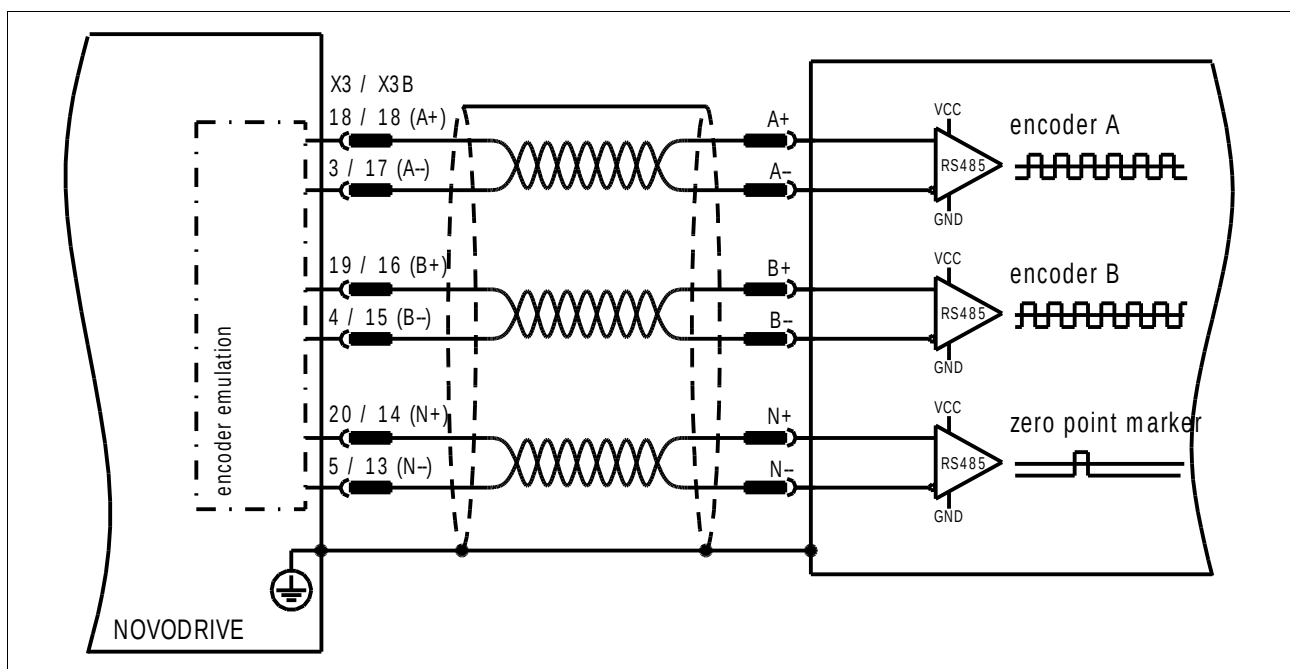 X3 / X3B
18 / 18 (A+)
3 / 17 (A–)
19 / 16 (B+)
4 / 15 (B–)
20 / 14 (N+)
5 / 13 (N–)
encoder emulation
NOVODRIVE
A+
A–
B+
B–
N+
N–
VCC
RS485
GND
encoder A
VCC
RS485
GND
encoder B
VCC
RS485
GND
zero point marker